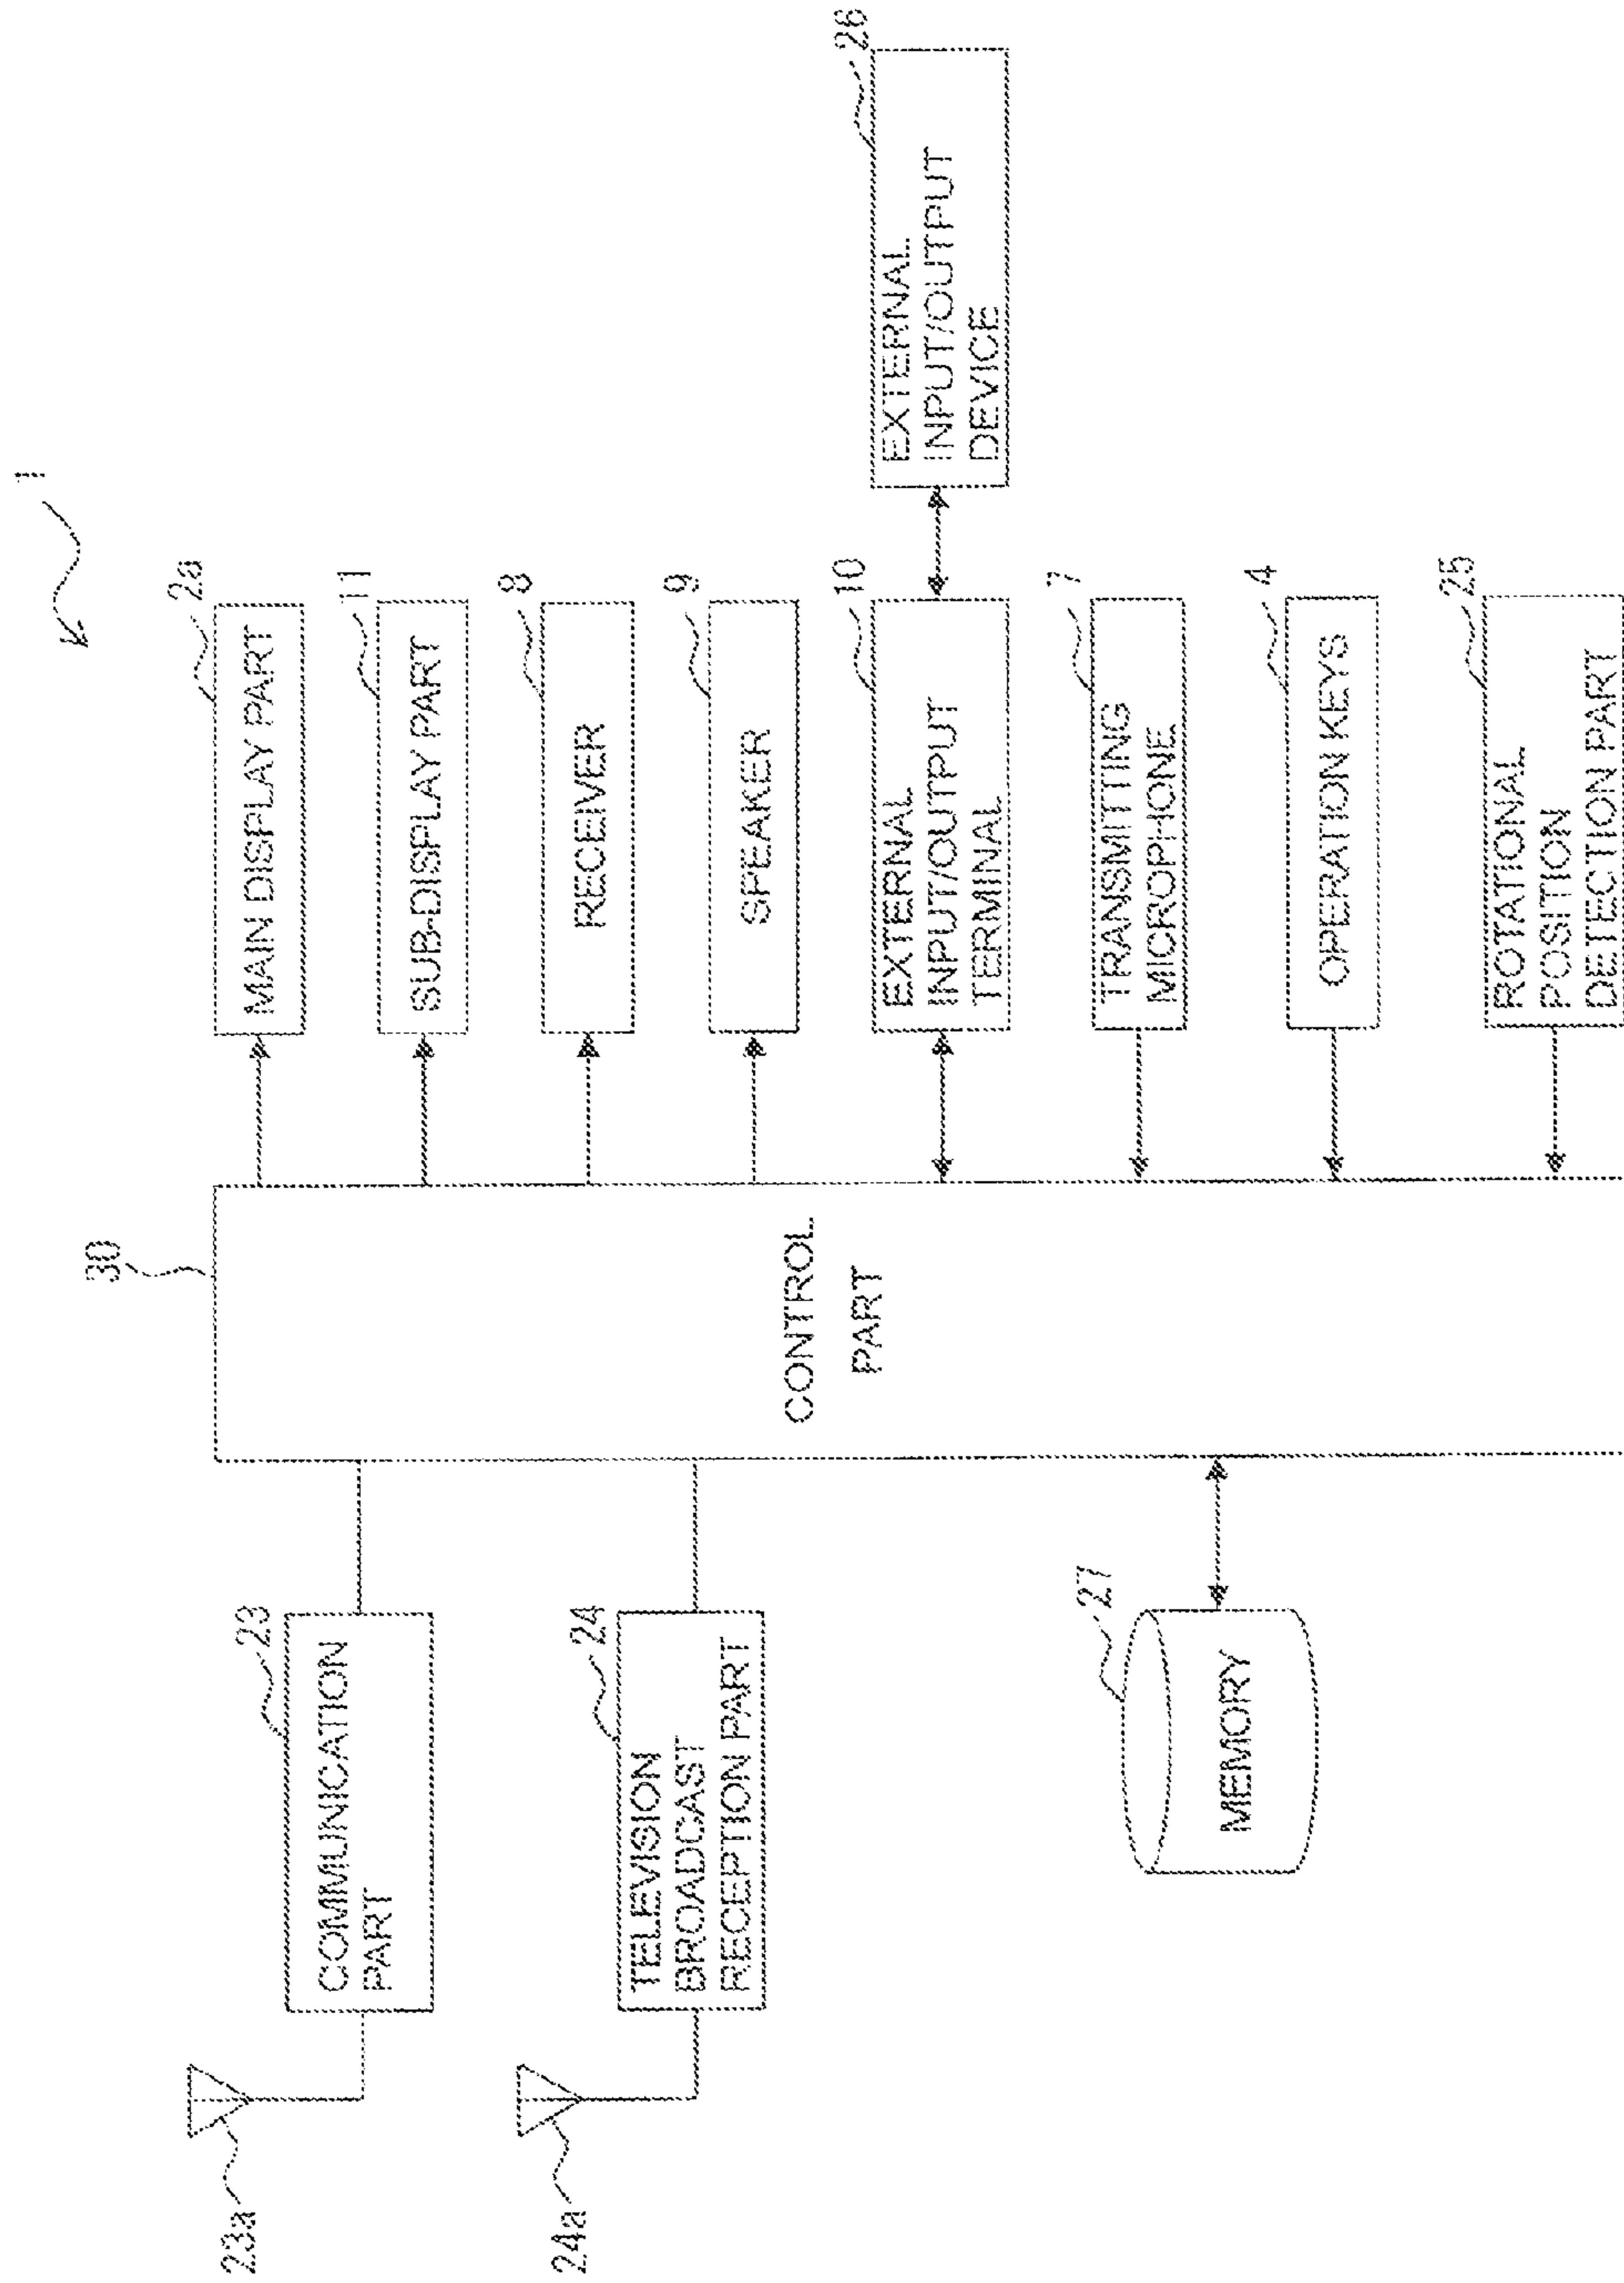 1
30
23a
23
COMMUNICATION
PART
24a
24
TELEVISION
BROADCAST
RECEPTION PART
27
MEMORY
CONTROL
PART
2a
MAIN DISPLAY PART
11
SUB-DISPLAY PART
8
RECEIVER
9
SPEAKER
10
EXTERNAL
INPUT/OUTPUT
TERMINAL
26
EXTERNAL
INPUT/OUTPUT
DEVICE
7
TRANSMITTING
MICROPHONE
4
OPERATION KEYS
25
ROTATIONAL
POSITION
DETECTION PART